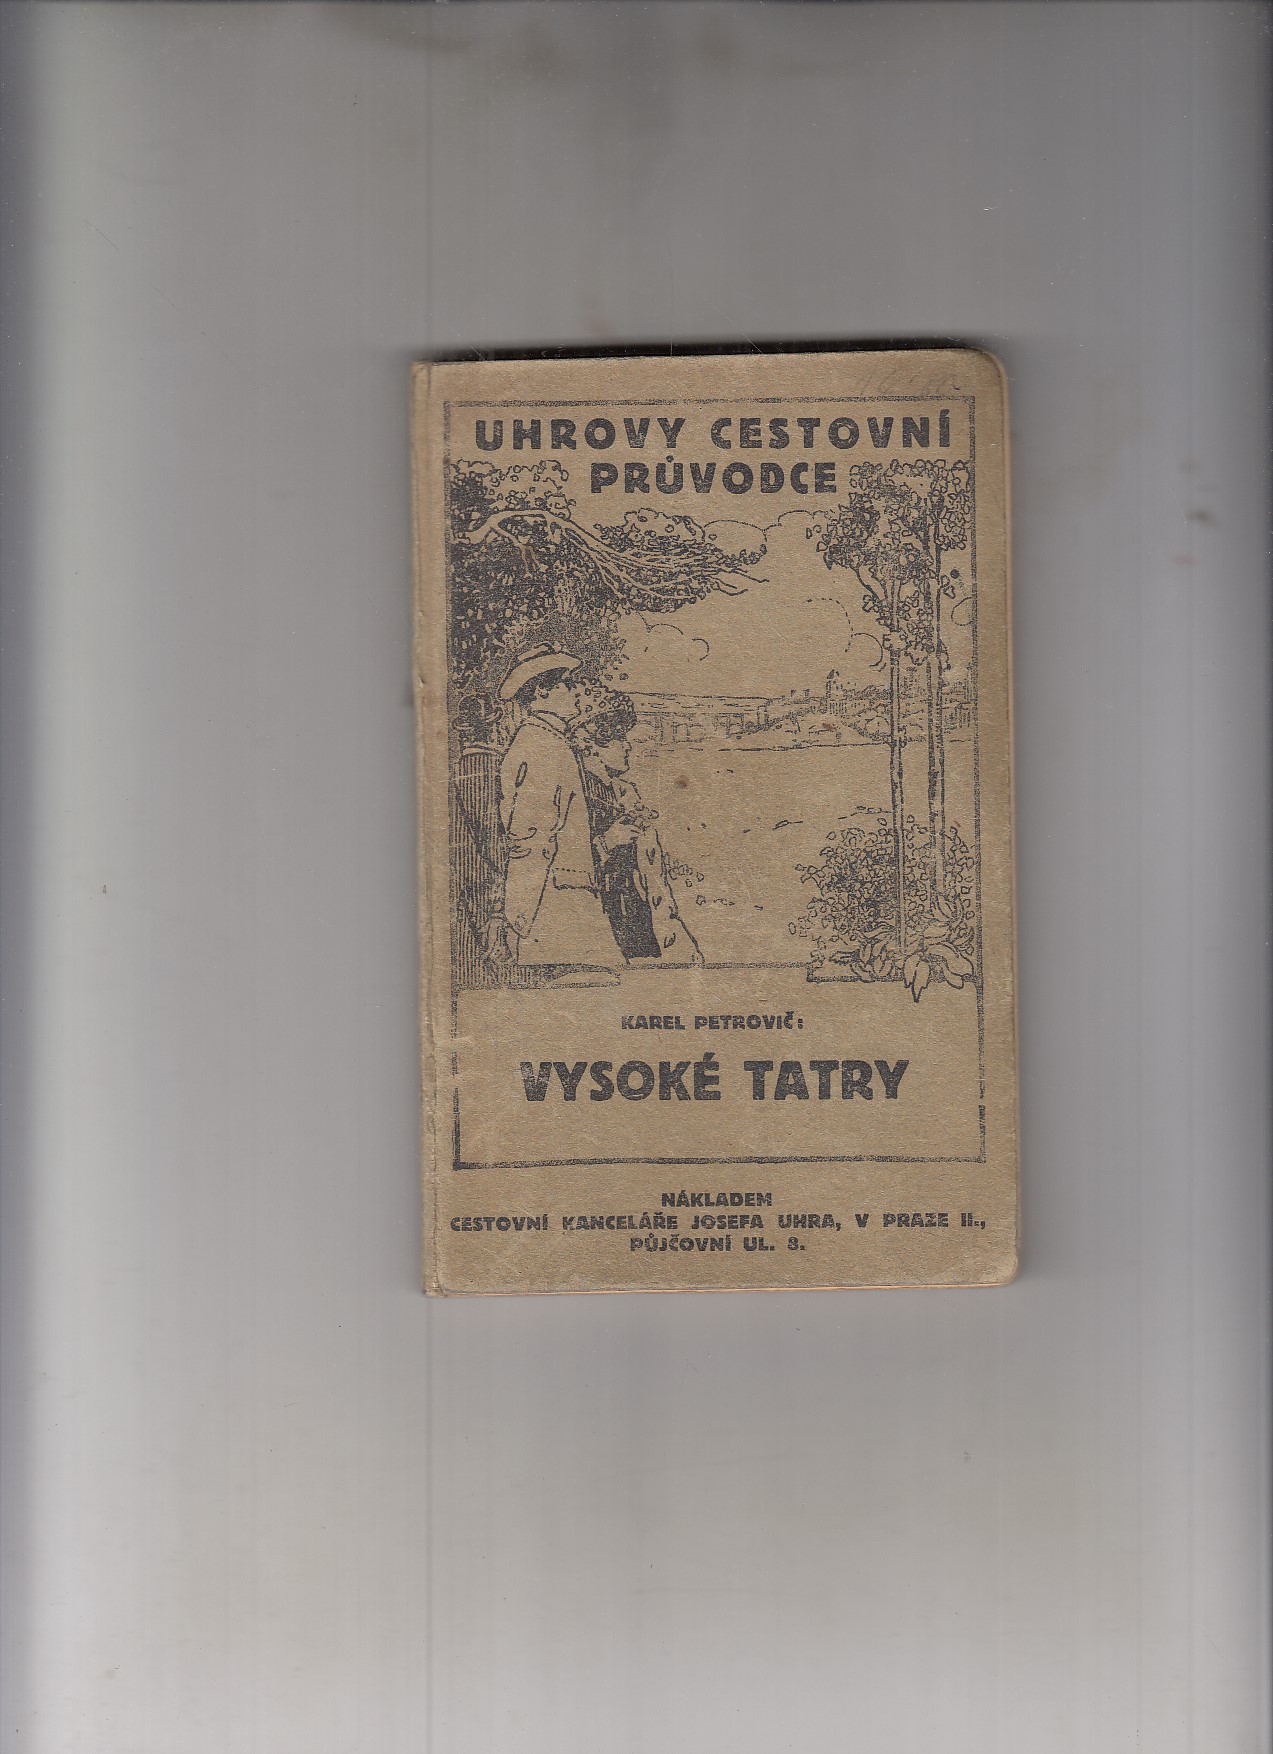 UHROVY CESTOVNÍ
PRŮVODCE
KAREL PETROVIČ:
VYSOKÉ TATRY
NÁKLADEM
CESTOVNÍ KANCELÁŘE JOSEFA UHRA, V PRAZE II.,
PŮJČOVNÍ UL. 8.